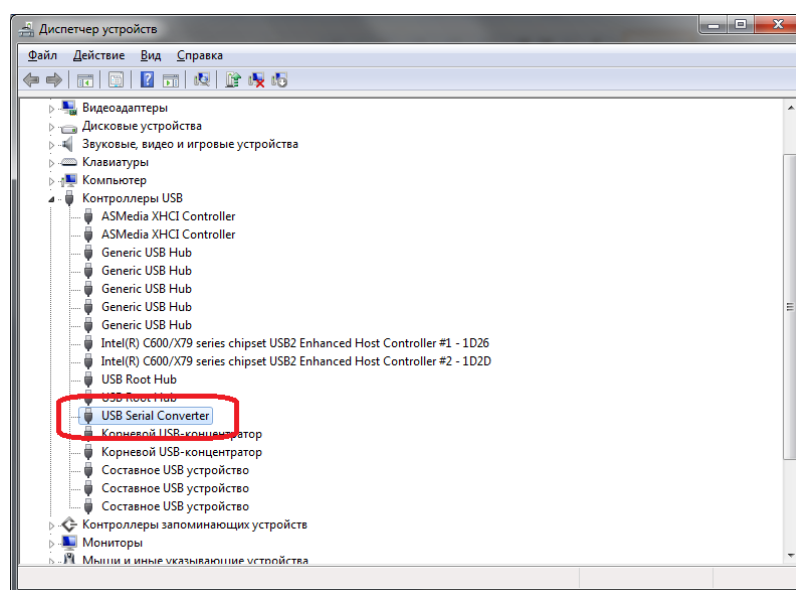 Диспетчер устройств
Файл Действие Вид Справка
Видеоадаптеры
Дисковые устройства
Звуковые, видео и игровые устройства
Клавиатуры
Компьютер
Контроллеры USB
ASMedia XHCI Controller
ASMedia XHCI Controller
Generic USB Hub
Generic USB Hub
Generic USB Hub
Generic USB Hub
Generic USB Hub
Intel(R) C600/X79 series chipset USB2 Enhanced Host Controller #1 - 1D26
Intel(R) C600/X79 series chipset USB2 Enhanced Host Controller #2 - 1D2D
USB Root Hub
USB Root Hub
USB Serial Converter
Корневой USB-концентратор
Корневой USB-концентратор
Составное USB устройство
Составное USB устройство
Составное USB устройство
Контроллеры запоминающих устройств
Мониторы
Мыши и иные указывающие устройства